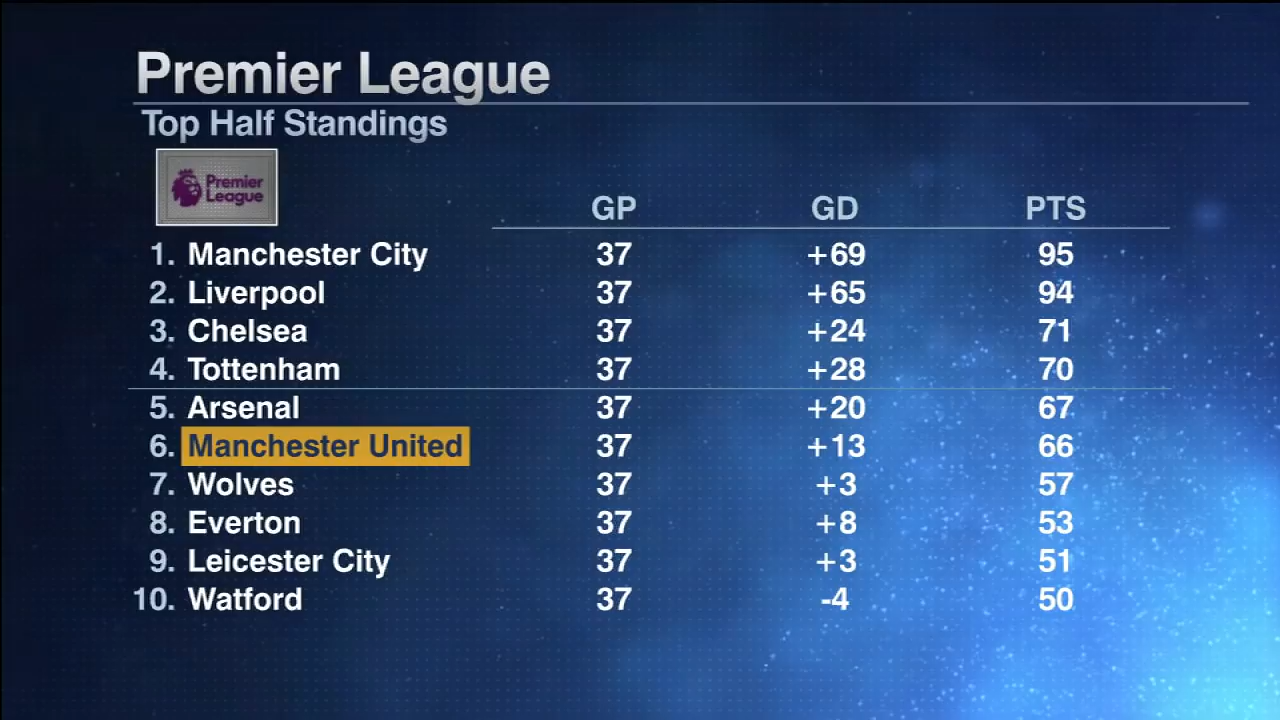 Premier League
Top Half Standings
Premier
League
GP GD PTS
1. Manchester City 37 +69 95
2. Liverpool 37 +65 94
3. Chelsea 37 +24 71
4. Tottenham 37 +28 70
5. Arsenal 37 +20 67
6. Manchester United 37 +13 66
7. Wolves 37 +3 57
8. Everton 37 +8 53
9. Leicester City 37 +3 51
10. Watford 37 -4 50